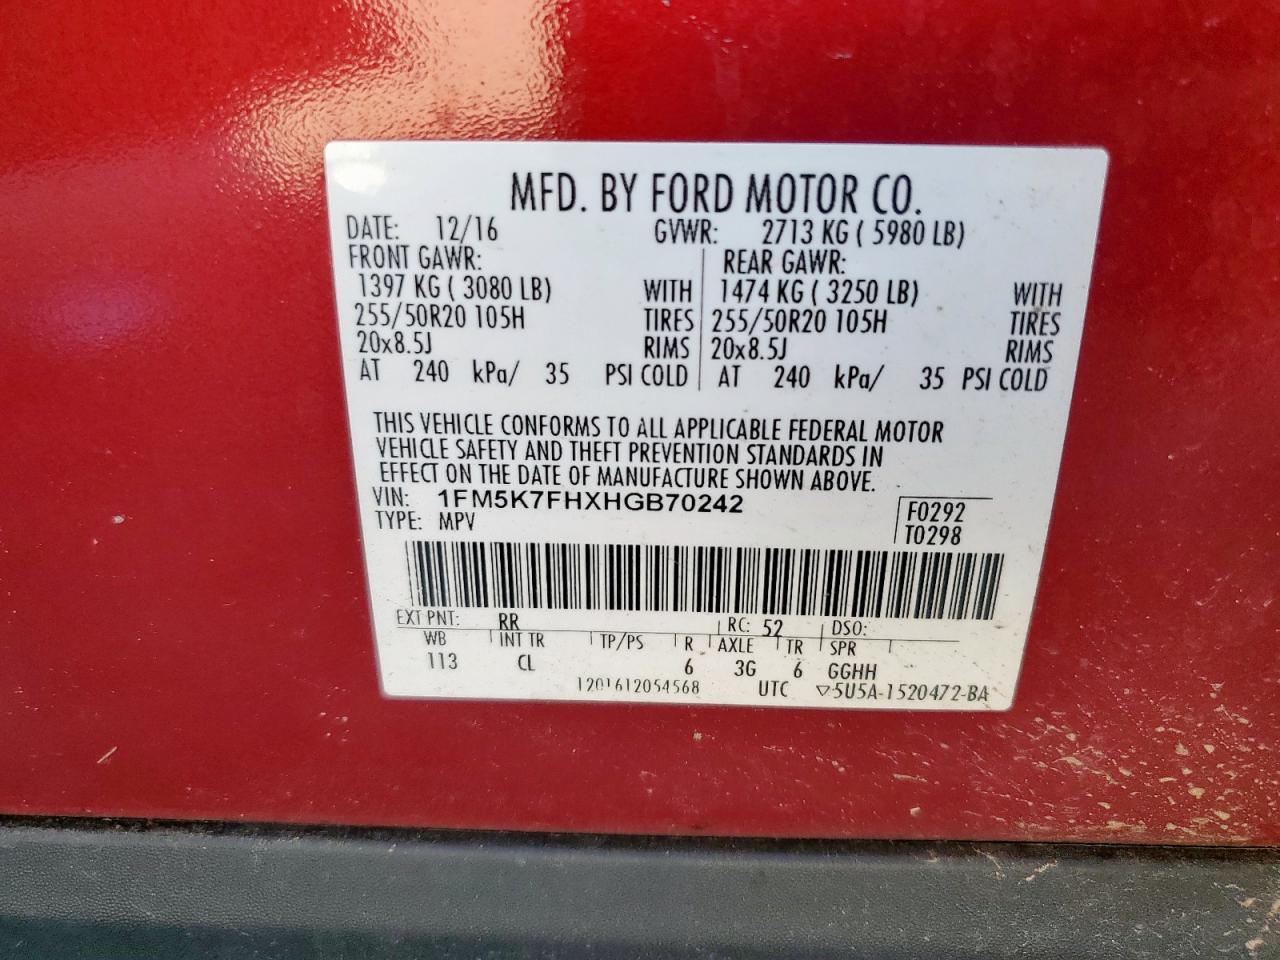 MFD. BY FORD MOTOR CO.
DATE: 12/16 GVWR: 2713 KG ( 5980 LB)
FRONT GAWR: REAR GAWR:
1397 KG ( 3080 LB) WITH 1474 KG ( 3250 LB) WITH
255/50R20 105H TIRES 255/50R20 105H TIRES
20x8.5J RIMS 20x8.5J RIMS
AT 240 kPa/ 35 PSI COLD AT 240 kPa/ 35 PSI COLD
THIS VEHICLE CONFORMS TO ALL APPLICABLE FEDERAL MOTOR
VEHICLE SAFETY AND THEFT PREVENTION STANDARDS IN
EFFECT ON THE DATE OF MANUFACTURE SHOWN ABOVE.
VIN: 1FM5K7FHXHGB70242 F0292
TYPE: MPV T0298
EXT PNT: RR RC: 52 DSO:
WB INT TR TP/PS R AXLE TR SPR
113 CL 6 3G 6 GGHH
1201612054568 UTC ▽5U5A-1520472-BA